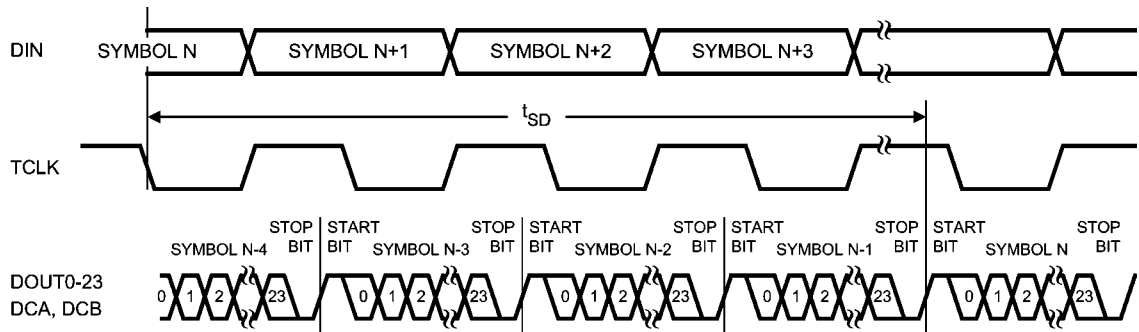 DIN
SYMBOL N
SYMBOL N+1
SYMBOL N+2
SYMBOL N+3
tSD
TCLK
STOP BIT
START BIT
STOP BIT
START BIT
STOP BIT
START BIT
STOP BIT
START BIT
STOP BIT
SYMBOL N-4
SYMBOL N-3
SYMBOL N-2
SYMBOL N-1
SYMBOL N
DOUT0-23
DCA, DCB
0 1 2 23
0 1 2 23
0 1 2 23
0 1 2 23
0 1 2 23